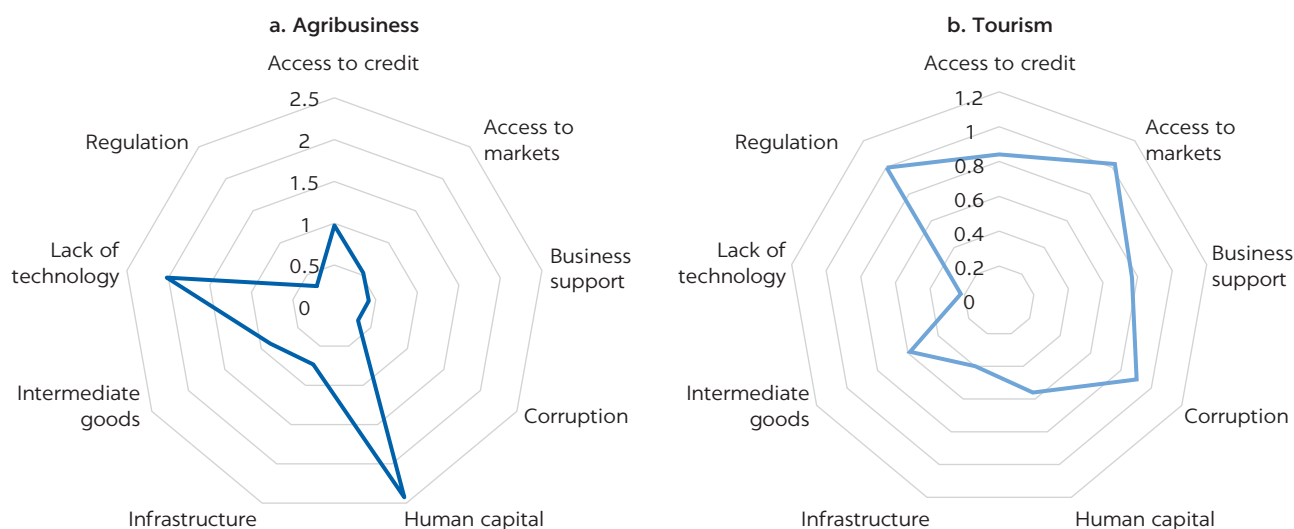 a. Agribusiness
Access to credit
2.5
2
1.5
1
0.5
0
Access to
markets
Business
support
Corruption
Human capital
Infrastructure
Intermediate
goods
Lack of
technology
Regulation
b. Tourism
Access to credit
1.2
1
0.8
0.6
0.4
0.2
0
Access to
markets
Business
support
Corruption
Human capital
Infrastructure
Intermediate
goods
Lack of
technology
Regulation